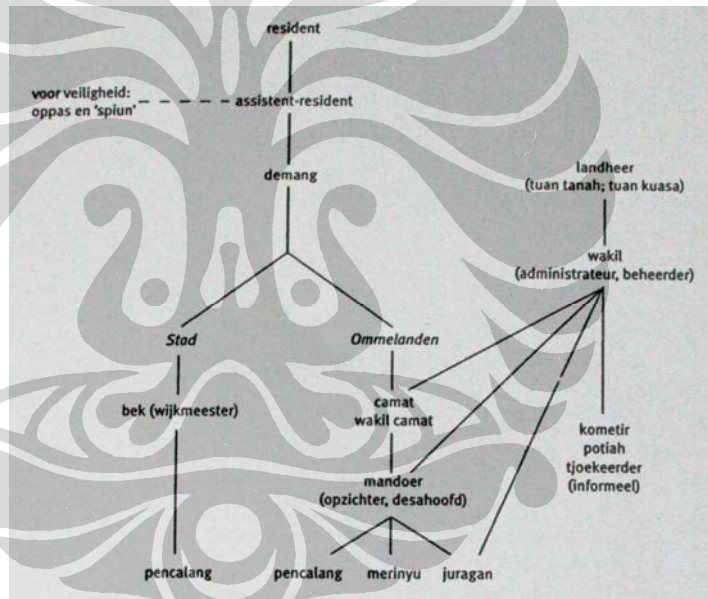 resident
voor veiligheid:
oppas en 'spiun'
assistent-resident
demang
landheer
(tuan tanah; tuan kuasa)
wakil
(administrateur, beheerder)
Stad
Ommelanden
bek (wijkmeester)
camat
wakil camat
kometir
potiah
tjoekeerder
(informeel)
mandoer
(opzichter, desahoofd)
pencalang
pencalang
merinyu
juragan